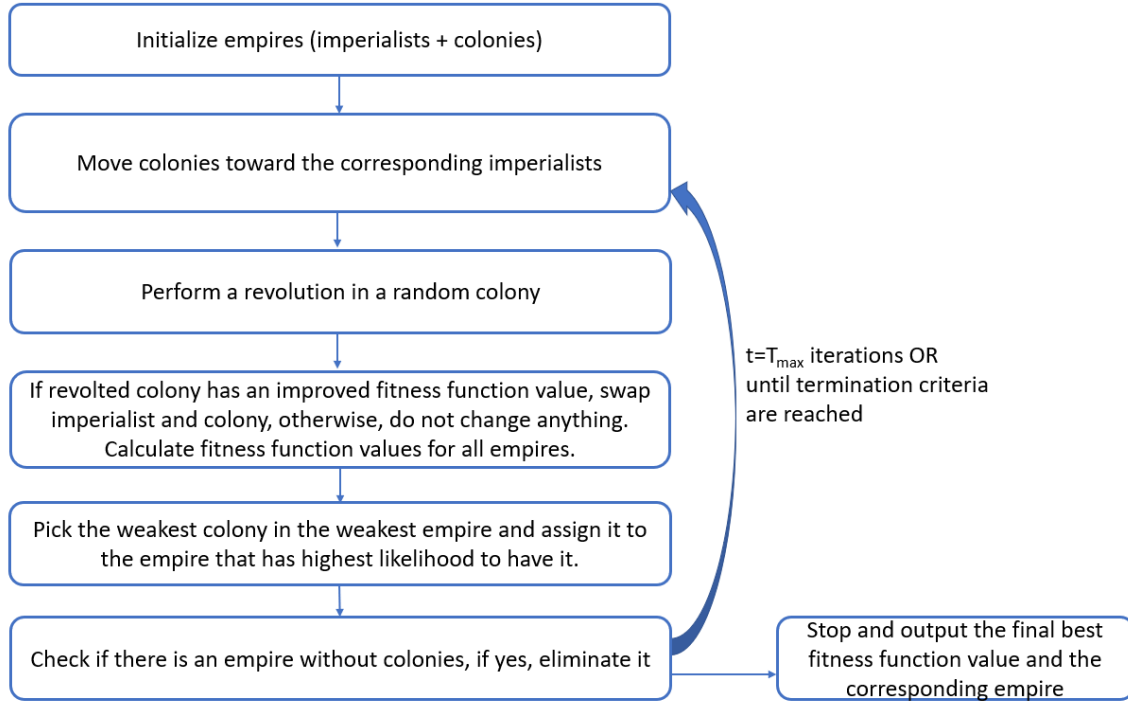 Initialize empires (imperialists + colonies)
Move colonies toward the corresponding imperialists
Perform a revolution in a random colony
If revolted colony has an improved fitness function value, swap
imperialist and colony, otherwise, do not change anything.
Calculate fitness function values for all empires.
Pick the weakest colony in the weakest empire and assign it to
the empire that has highest likelihood to have it.
Check if there is an empire without colonies, if yes, eliminate it
t=Tmax iterations OR
until termination criteria
are reached
Stop and output the final best
fitness function value and the
corresponding empire